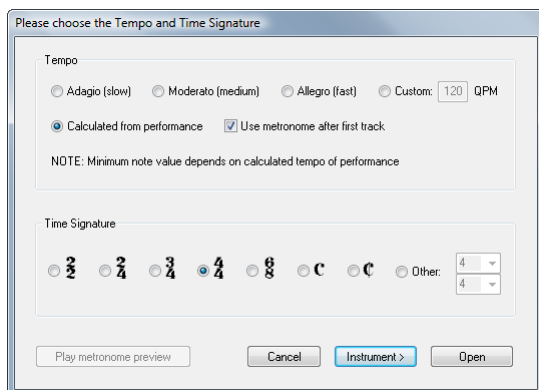 Please choose the Tempo and Time Signature
Tempo
Adagio (slow) Moderato (medium) Allegro (fast) Custom: 120 QPM
Calculated from performance Use metronome after first track
NOTE: Minimum note value depends on calculated tempo of performance
Time Signature
2 2 3 4 6 C ¢ Other: 4
2 4 4 4 8 4
Play metronome preview Cancel Instrument > Open